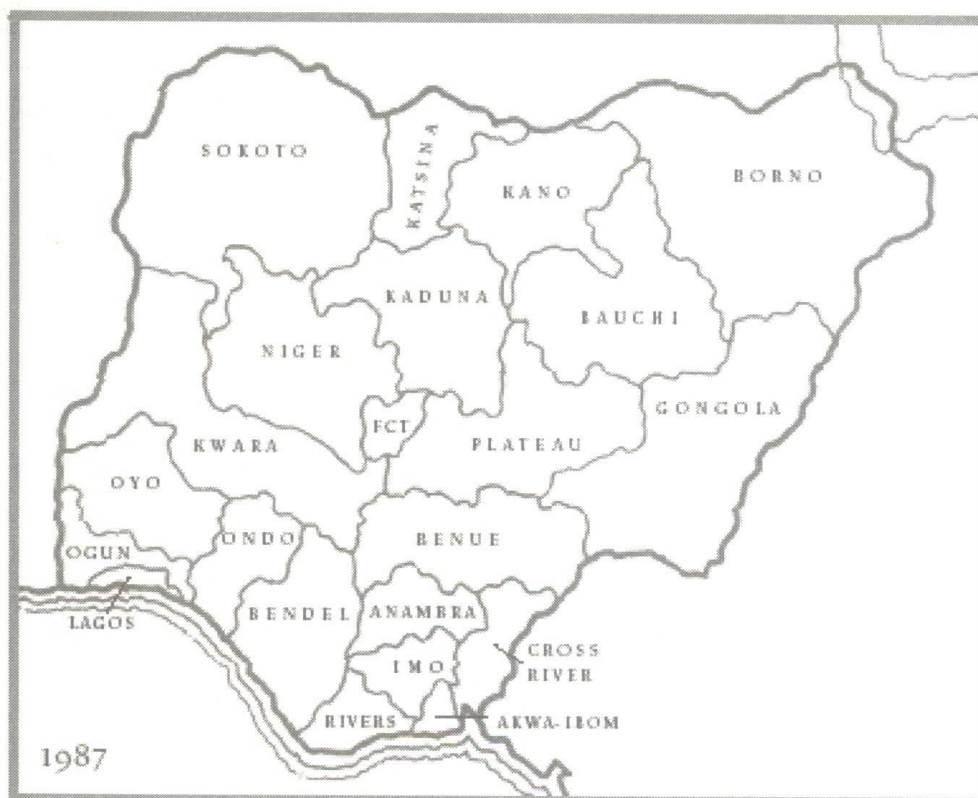 SOKOTO
KATSINA
KANO
BORNO
KADUNA
BAUCHI
NIGER
GONGOLA
FCT
KWARA
PLATEAU
OYO
ONDO
BENUE
OGUN
LAGOS
BENDEL
ANAMBRA
IMO
CROSS
RIVER
RIVERS
AKWA-IBOM
1987